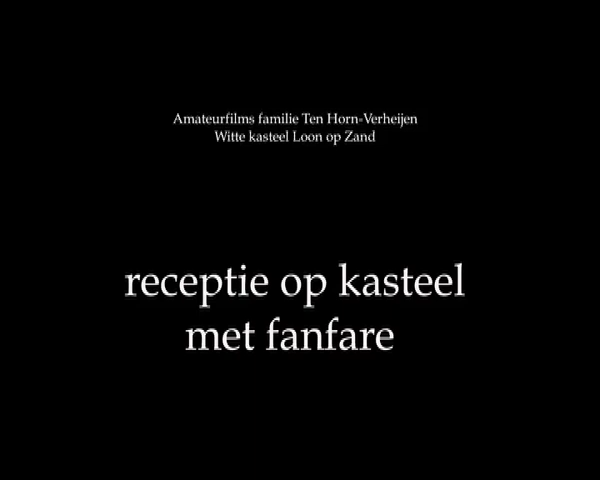 Amateurfilms familie Ten Horn-Verheijen
Witte kasteel Loon op Zand
receptie op kasteel
met fanfare